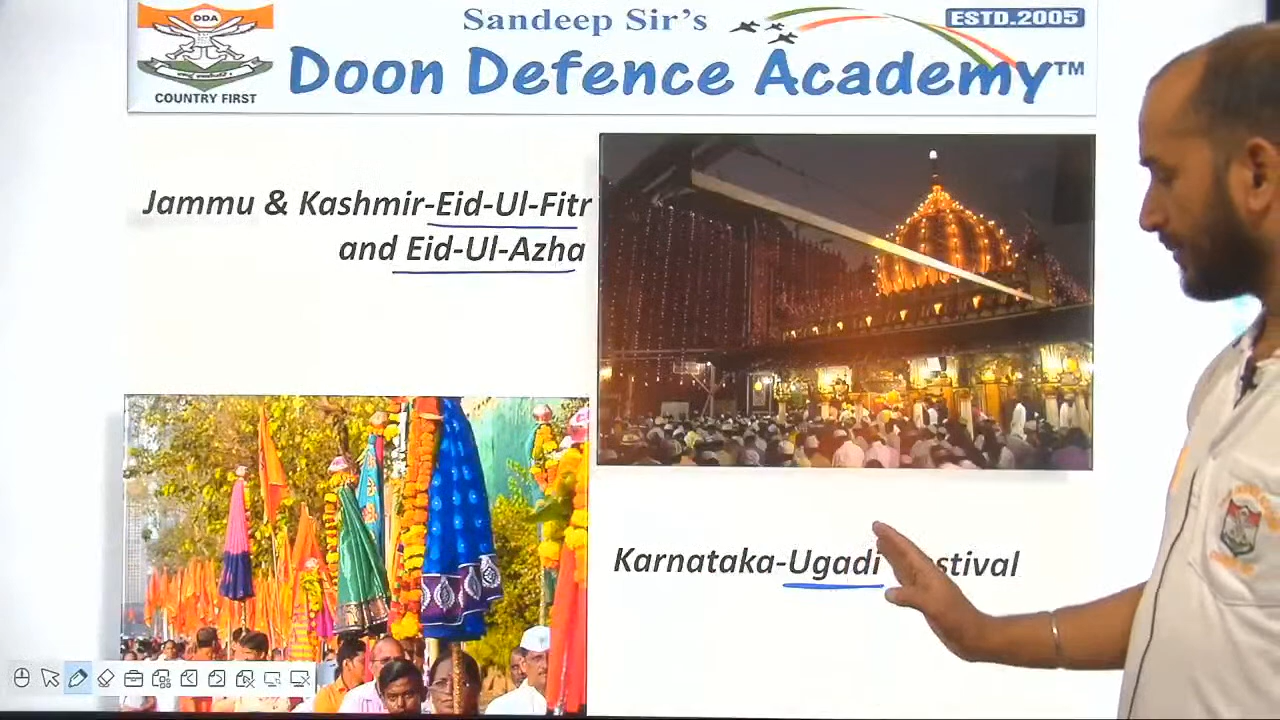 DDA
COUNTRY FIRST
Sandeep Sir's
ESTD.2005
Doon Defence Academy™
Jammu & Kashmir-Eid-Ul-Fitr
and Eid-Ul-Azha
Karnataka-Ugadi